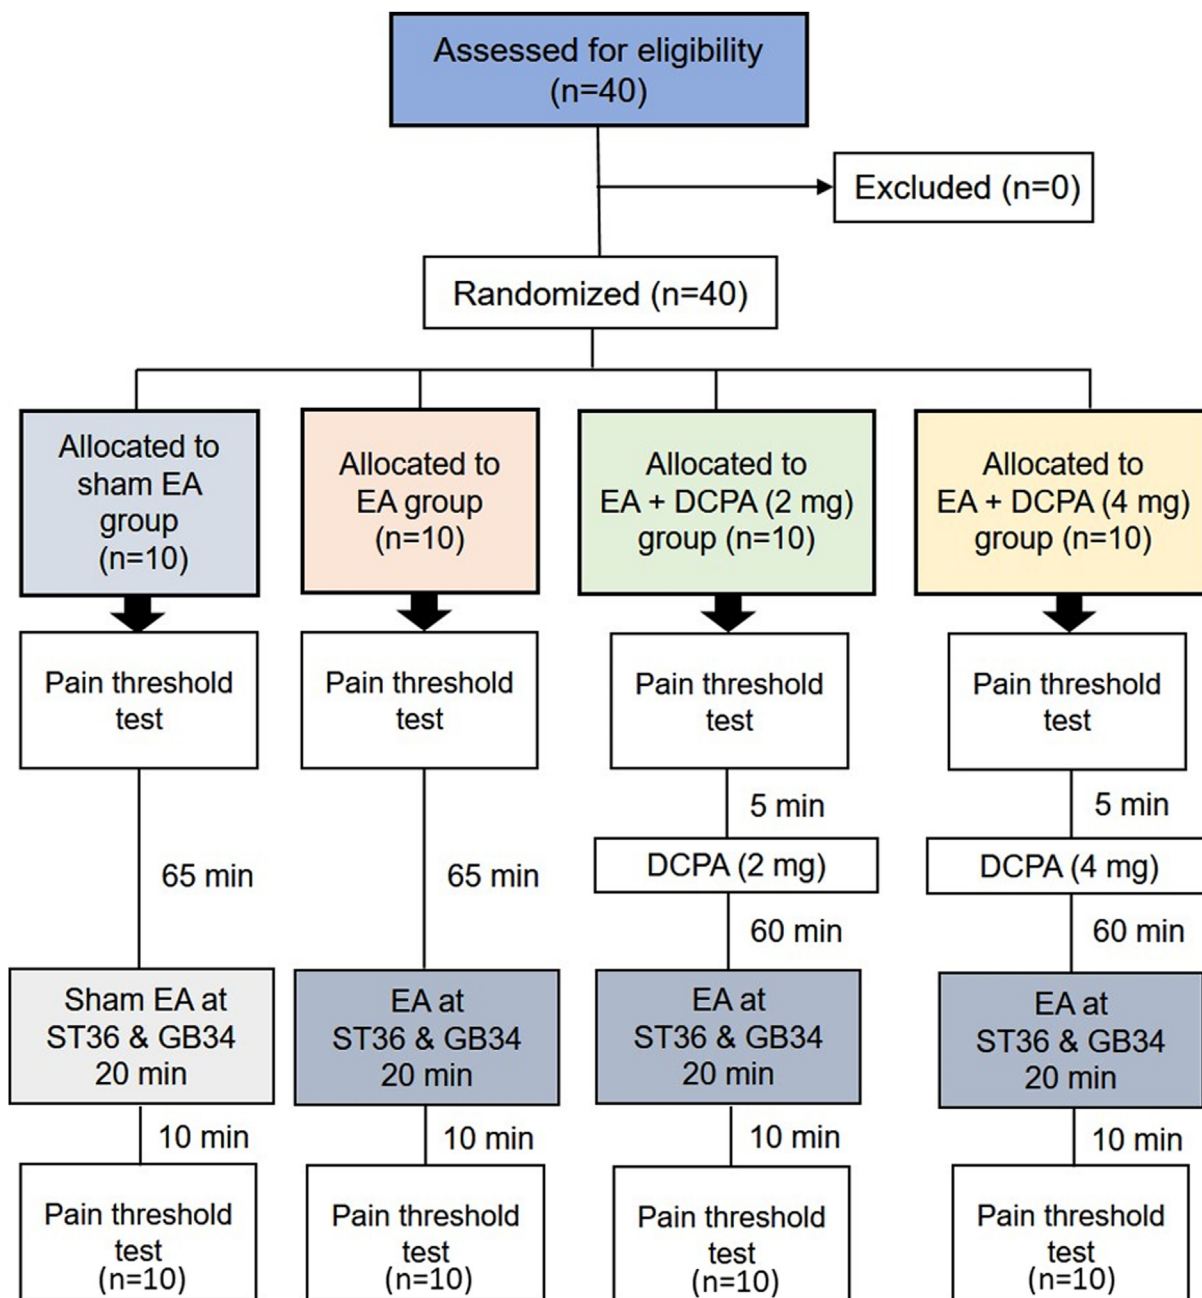 Assessed for eligibility
(n=40)
Excluded (n=0)
Randomized (n=40)
Allocated to
sham EA
group
(n=10)
Allocated to
EA group
(n=10)
Allocated to
EA + DCPA (2 mg)
group (n=10)
Allocated to
EA + DCPA (4 mg)
group (n=10)
Pain threshold
test
Pain threshold
test
Pain threshold
test
Pain threshold
test
65 min
65 min
5 min
DCPA (2 mg)
60 min
5 min
DCPA (4 mg)
60 min
Sham EA at
ST36 & GB34
20 min
EA at
ST36 & GB34
20 min
EA at
ST36 & GB34
20 min
EA at
ST36 & GB34
20 min
10 min
10 min
10 min
10 min
Pain threshold
test
(n=10)
Pain threshold
test
(n=10)
Pain threshold
test
(n=10)
Pain threshold
test
(n=10)